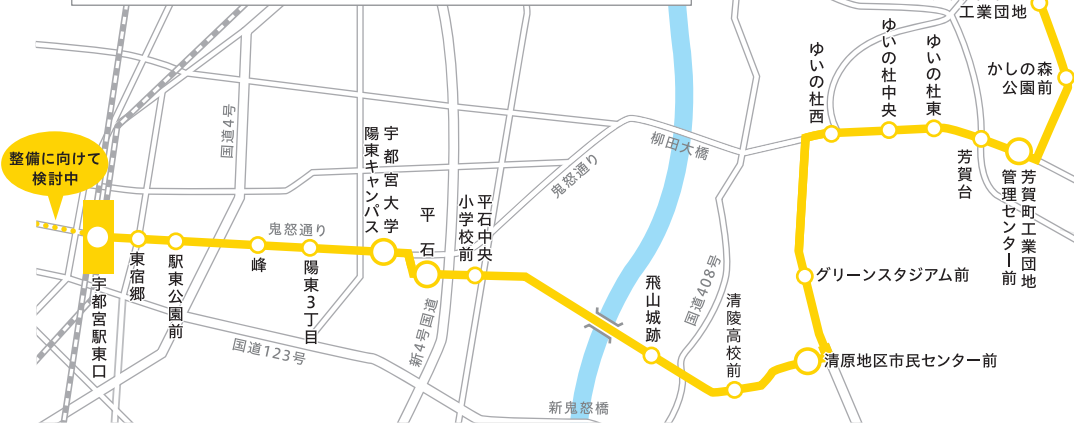 整備に向けて
検討中
宇都宮駅東口
東宿郷
駅東公園前
峰
陽東3丁目
宇都宮大学
陽東キャンパス
平石
平石中央
小学校前
飛山城跡
清陵高校前
清原地区市民センター前
グリーンスタジアム前
ゆいの杜西
ゆいの杜中央
ゆいの杜東
芳賀台
芳賀町工業団地
管理センター前
かしの森
公園前
工業団地
国道4号
鬼怒通り
国道123号
新4号国道
鬼怒通り
柳田大橋
国道408号
新鬼怒橋